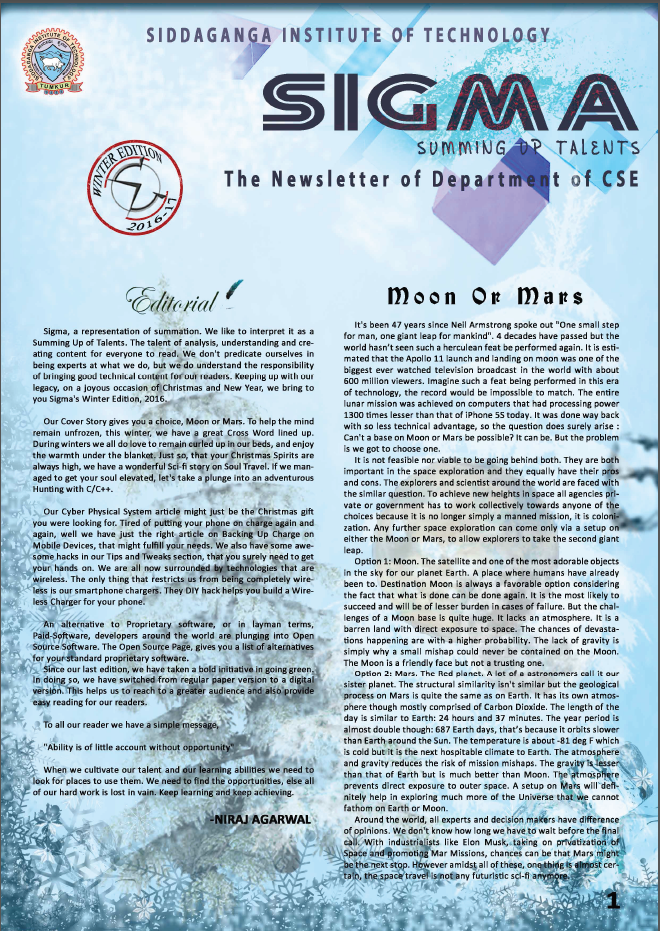 SIDDAGANGA INSTITUTE OF TECHNOLOGY
SIDDAGANGA INSTITUTE OF TECHNOLOGY
TUMKUR
SIGMA
SUMMING UP TALENTS
The Newsletter of Department of CSE
WINTER EDITION
2016-17
Editorial
Sigma, a representation of summation. We like to interpret it as a
Summing Up of Talents. The talent of analysis, understanding and cre-
ating content for everyone to read. We don't predicate ourselves in
being experts at what we do, but we do understand the responsibility
of bringing good technical content for our readers. Keeping up with our
legacy, on a joyous occasion of Christmas and New Year, we bring to
you Sigma's Winter Edition, 2016.
Our Cover Story gives you a choice, Moon or Mars. To help the mind
remain unfrozen, this winter, we have a great Cross Word lined up.
During winters we all do love to remain curled up in our beds, and enjoy
the warmth under the blanket. Just so, that your Christmas Spirits are
always high, we have a wonderful Sci-fi story on Soul Travel. If we man-
aged to get your soul elevated, let's take a plunge into an adventurous
Hunting with C/C++.
Our Cyber Physical System article might just be the Christmas gift
you were looking for. Tired of putting your phone on charge again and
again, well we have just the right article on Backing Up Charge on
Mobile Devices, that might fulfill your needs. We also have some awe-
some hacks in our Tips and Tweaks section, that you surely need to get
your hands on. We are all now surrounded by technologies that are
wireless. The only thing that restricts us from being completely wire-
less is our smartphone chargers. They DIY hack helps you build a Wire-
less Charger for your phone.
An alternative to Proprietary software, or in layman terms,
Paid-Software, developers around the world are plunging into Open
Source Software. The Open Source Page, gives you a list of alternatives
for your standard proprietary software.
Since our last edition, we have taken a bold initiative in going green.
In doing so, we have switched from regular paper version to a digital
version. This helps us to reach to a greater audience and also provide
easy reading for our readers.
To all our reader we have a simple message,
"Ability is of little account without opportunity"
When we cultivate our talent and our learning abilities we need to
look for places to use them. We need to find the opportunities, else all
of our hard work is lost in vain. Keep learning and keep achieving.
-NIRAJ AGARWAL
Moon Or Mars
It's been 47 years since Neil Armstrong spoke out "One small step
for man, one giant leap for mankind". 4 decades have passed but the
world hasn't seen such a herculean feat be performed again. It is esti-
mated that the Apollo 11 launch and landing on moon was one of the
biggest ever watched television broadcast in the world with about
600 million viewers. Imagine such a feat being performed in this era
of technology, the record would be impossible to match. The entire
lunar mission was achieved on computers that had processing power
1300 times lesser than that of iPhone 5S today. It was done way back
with so less technical advantage, so the question does surely arise :
Can't a base on Moon or Mars be possible? It can be. But the problem
is we got to choose one.
It is not feasible nor viable to be going behind both. They are both
important in the space exploration and they equally have their pros
and cons. The explorers and scientist around the world are faced with
the similar question. To achieve new heights in space all agencies pri-
vate or government has to work collectively towards anyone of the
choices because it is no longer simply a manned mission, it is coloni-
zation. Any further space exploration can come only via a setup on
either the Moon or Mars, to allow explorers to take the second giant
leap.
Option 1: Moon. The satellite and one of the most adorable objects
in the sky for our planet Earth. A place where humans have already
been to. Destination Moon is always a favorable option considering
the fact that what is done can be done again. It is the most likely to
succeed and will be of lesser burden in cases of failure. But the chal-
lenges of a Moon base is quite huge. It lacks an atmosphere. It is a
barren land with direct exposure to space. The chances of devasta-
tions happening are with a higher probability. The lack of gravity is
simply why a small mishap could never be contained on the Moon.
The Moon is a friendly face but not a trusting one.
Option 2: Mars. The Red planet. A lot of a astronomers call it our
sister planet. The structural similarity isn't similar but the geological
process on Mars is quite the same as on Earth. It has its own atmos-
phere though mostly comprised of Carbon Dioxide. The length of the
day is similar to Earth: 24 hours and 37 minutes. The year period is
almost double though: 687 Earth days, that's because it orbits slower
than Earth around the Sun. The temperature is about -81 deg F which
is cold but it is the next hospitable climate to Earth. The atmosphere
and gravity reduces the risk of mission mishaps. The gravity is lesser
than that of Earth but is much better than Moon. The atmosphere
prevents direct exposure to outer space. A setup on Mars will defi-
nitely help in exploring much more of the Universe that we cannot
fathom on Earth or Moon.
Around the world, all experts and decision makers have difference
of opinions. We don't know how long we have to wait before the final
call. With industrialists like Elon Musk, taking on privatization of
Space and promoting Mar Missions, chances can be that Mars might
be the next stop. However amidst all of these, one thing is almost cer-
tain, the space travel is not any futuristic sci-fi anymore.
1